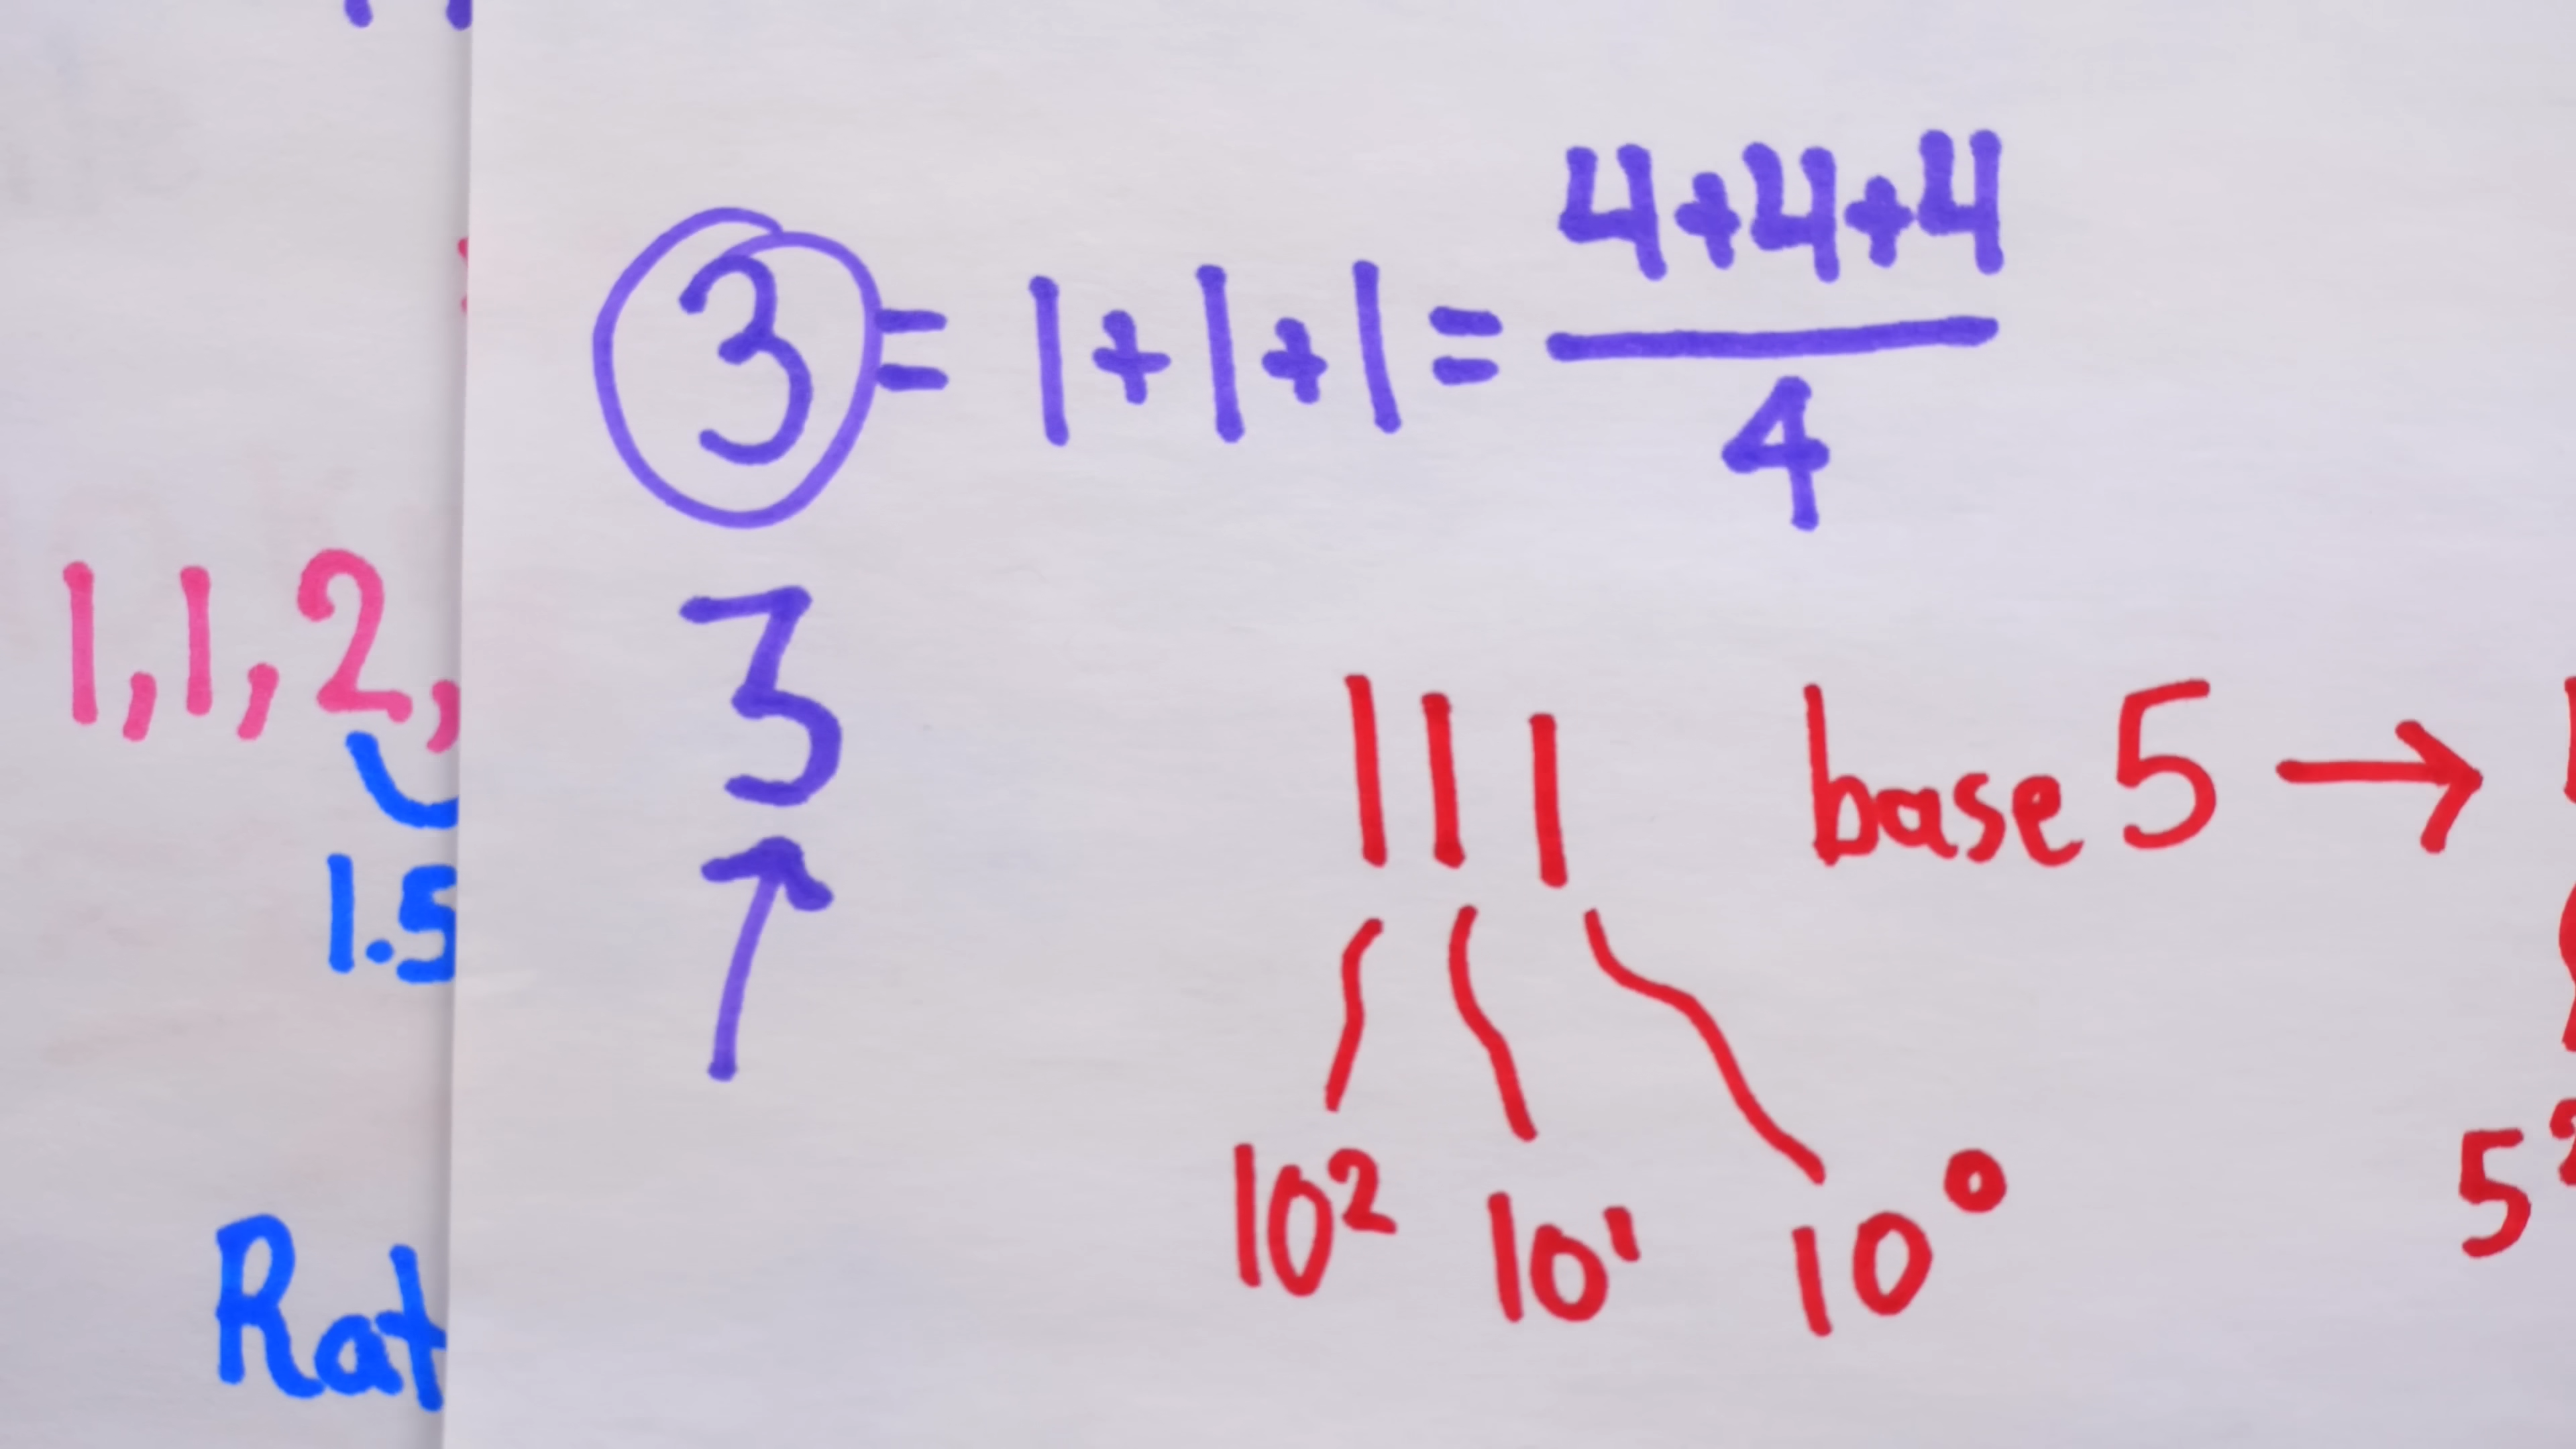 3 = 1+1+1 = 4+4+4
4
3
1,1,2,
1.5
Rat
111 base 5 →
10² 10¹ 10⁰
5²